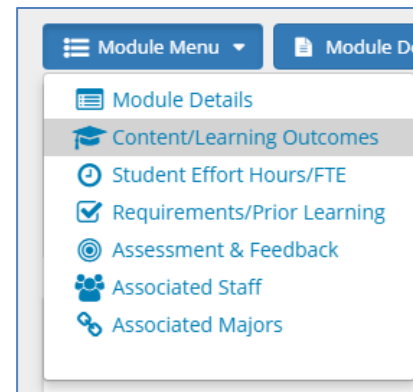 Module Menu Module De
Module Details
Content/Learning Outcomes
Student Effort Hours/FTE
Requirements/Prior Learning
Assessment & Feedback
Associated Staff
Associated Majors